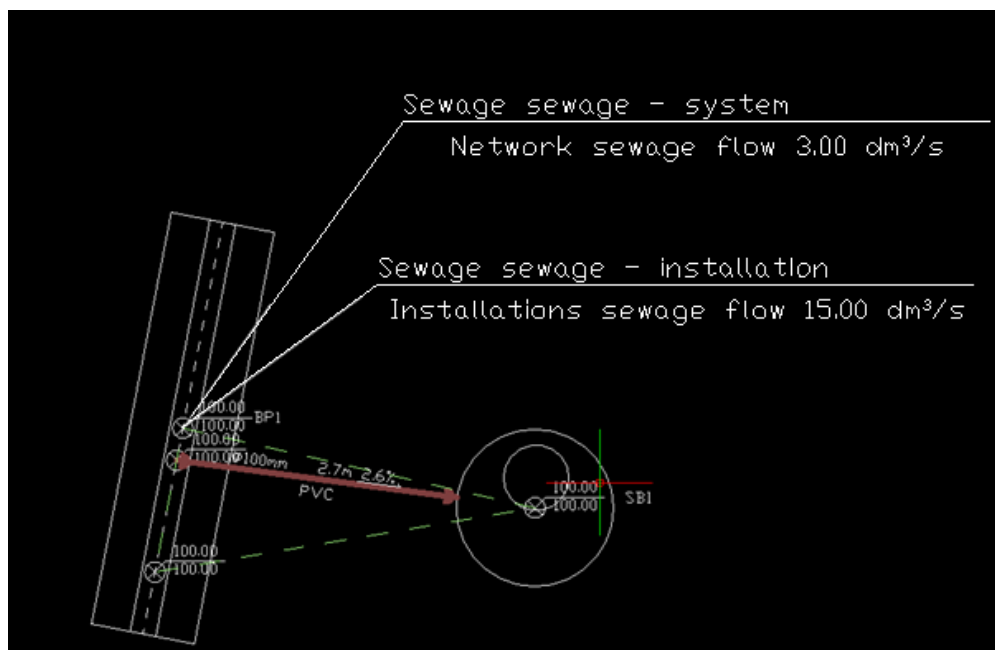 Sewage sewage - system
Network sewage flow 3.00 dm³/s
Sewage sewage - installation
Installations sewage flow 15.00 dm³/s
100.00
100.00
BP1
100.00
100.00
Φ100mm
2.7m 2.6%
PVC
100.00
100.00
SB1
100.00
100.00